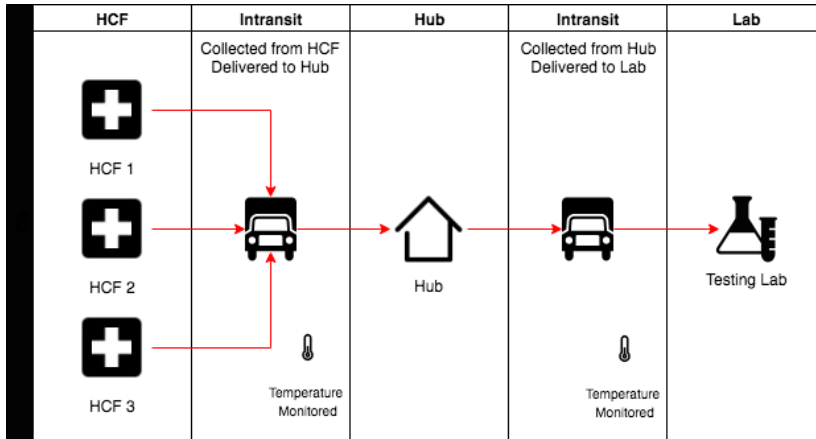 HCF
Intransit
Hub
Intransit
Lab
Collected from HCF
Delivered to Hub
Collected from Hub
Delivered to Lab
HCF 1
HCF 2
Hub
Testing Lab
HCF 3
Temperature
Monitored
Temperature
Monitored